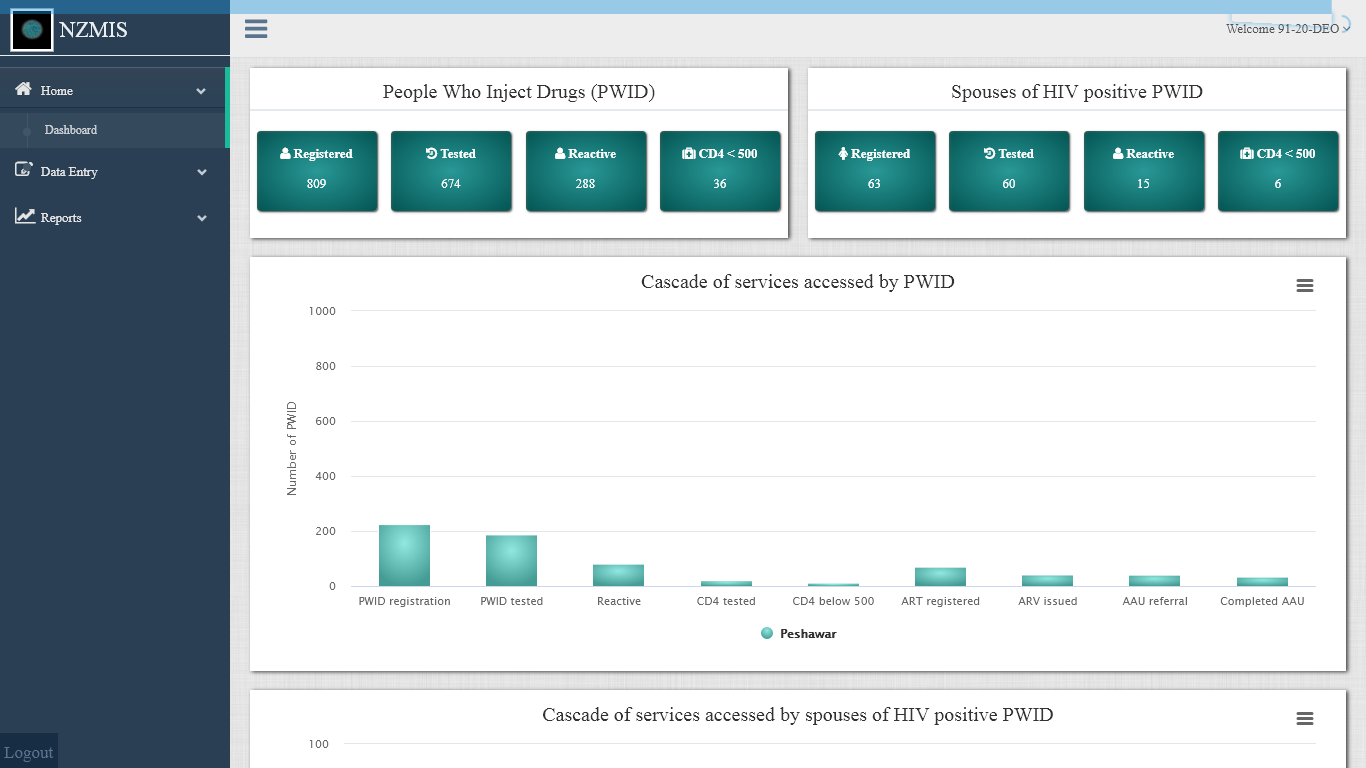 NZMIS
Welcome 91-20-DEO
Home
Dashboard
Data Entry
Reports
Logout
People Who Inject Drugs (PWID)
Registered Tested Reactive CD4 < 500
809 674 288 36
Spouses of HIV positive PWID
Registered Tested Reactive CD4 < 500
63 60 15 6
Cascade of services accessed by PWID
1000
800
600
400
200
0
Number of PWID
PWID registration PWID tested Reactive CD4 tested CD4 below 500 ART registered ARV issued AAU referral Completed AAU
Peshawar
Cascade of services accessed by spouses of HIV positive PWID
100